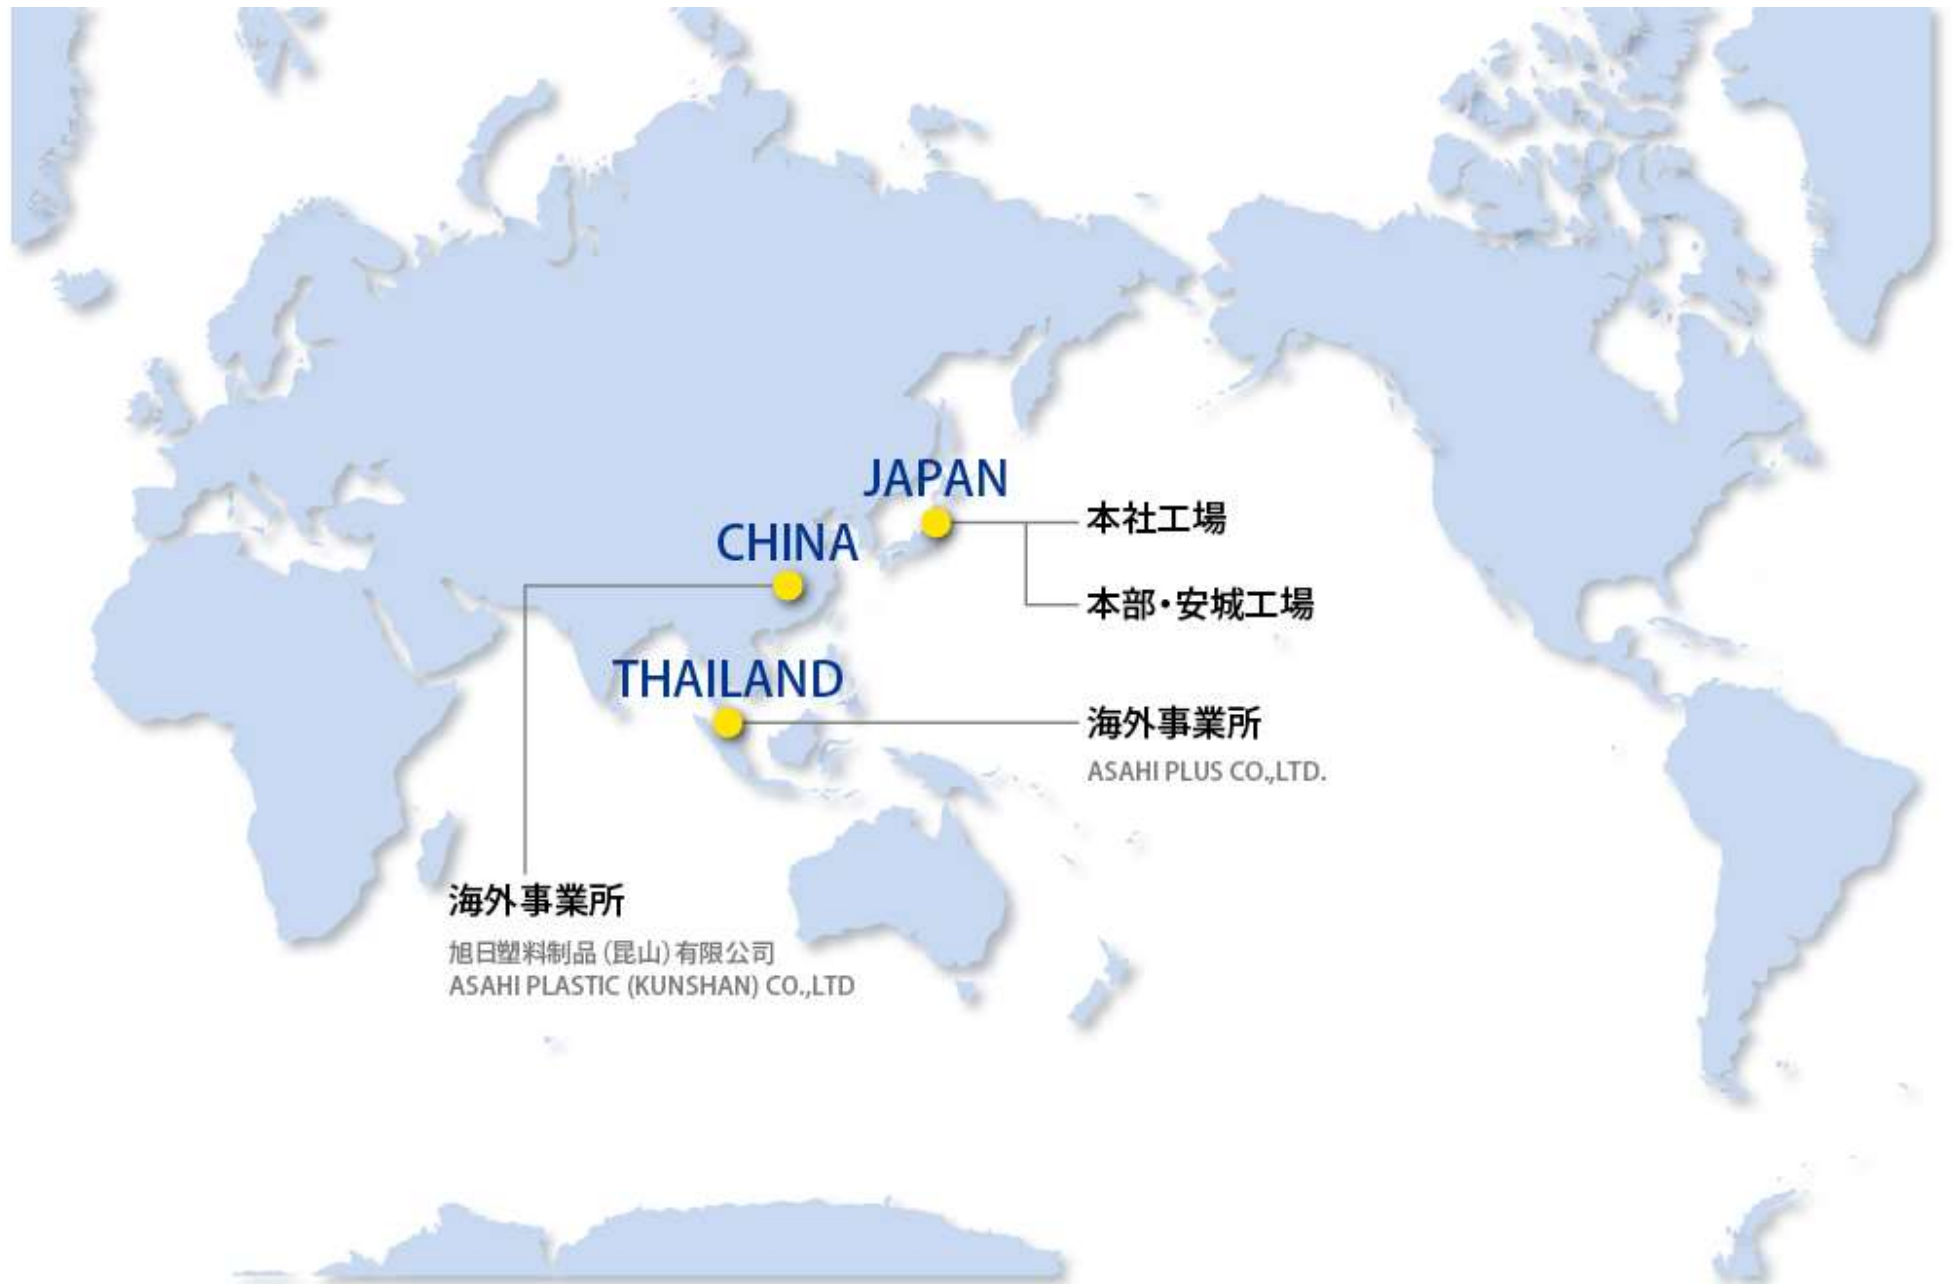 JAPAN
本社工場
CHINA
本部・安城工場
THAILAND
海外事業所
ASAHI PLUS CO.,LTD.
海外事業所
旭日塑料制品（昆山）有限公司
ASAHI PLASTIC (KUNSHAN) CO.,LTD